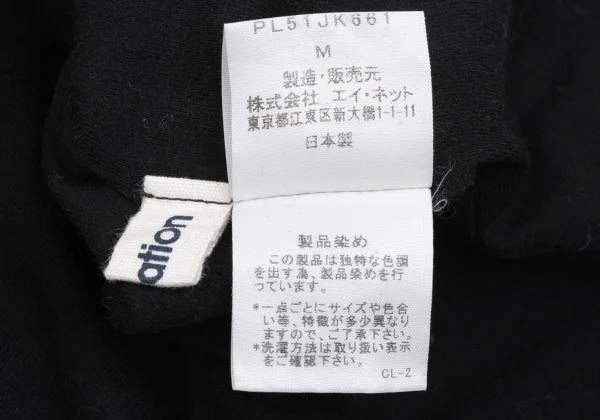 PL51JK661
M
製造・販売元
株式会社 エイ・ネット
東京都江東区新大橋1-1-11
日本製
ation
製品染め
この製品は独特な色調
を出す為、製品染めを行
っています。
*一点ごとにサイズや色合
い等、特徴が多少異なり
ますので、ご了承下さい。
*洗濯方法は取り扱い表示
をご確認下さい。
CL-2